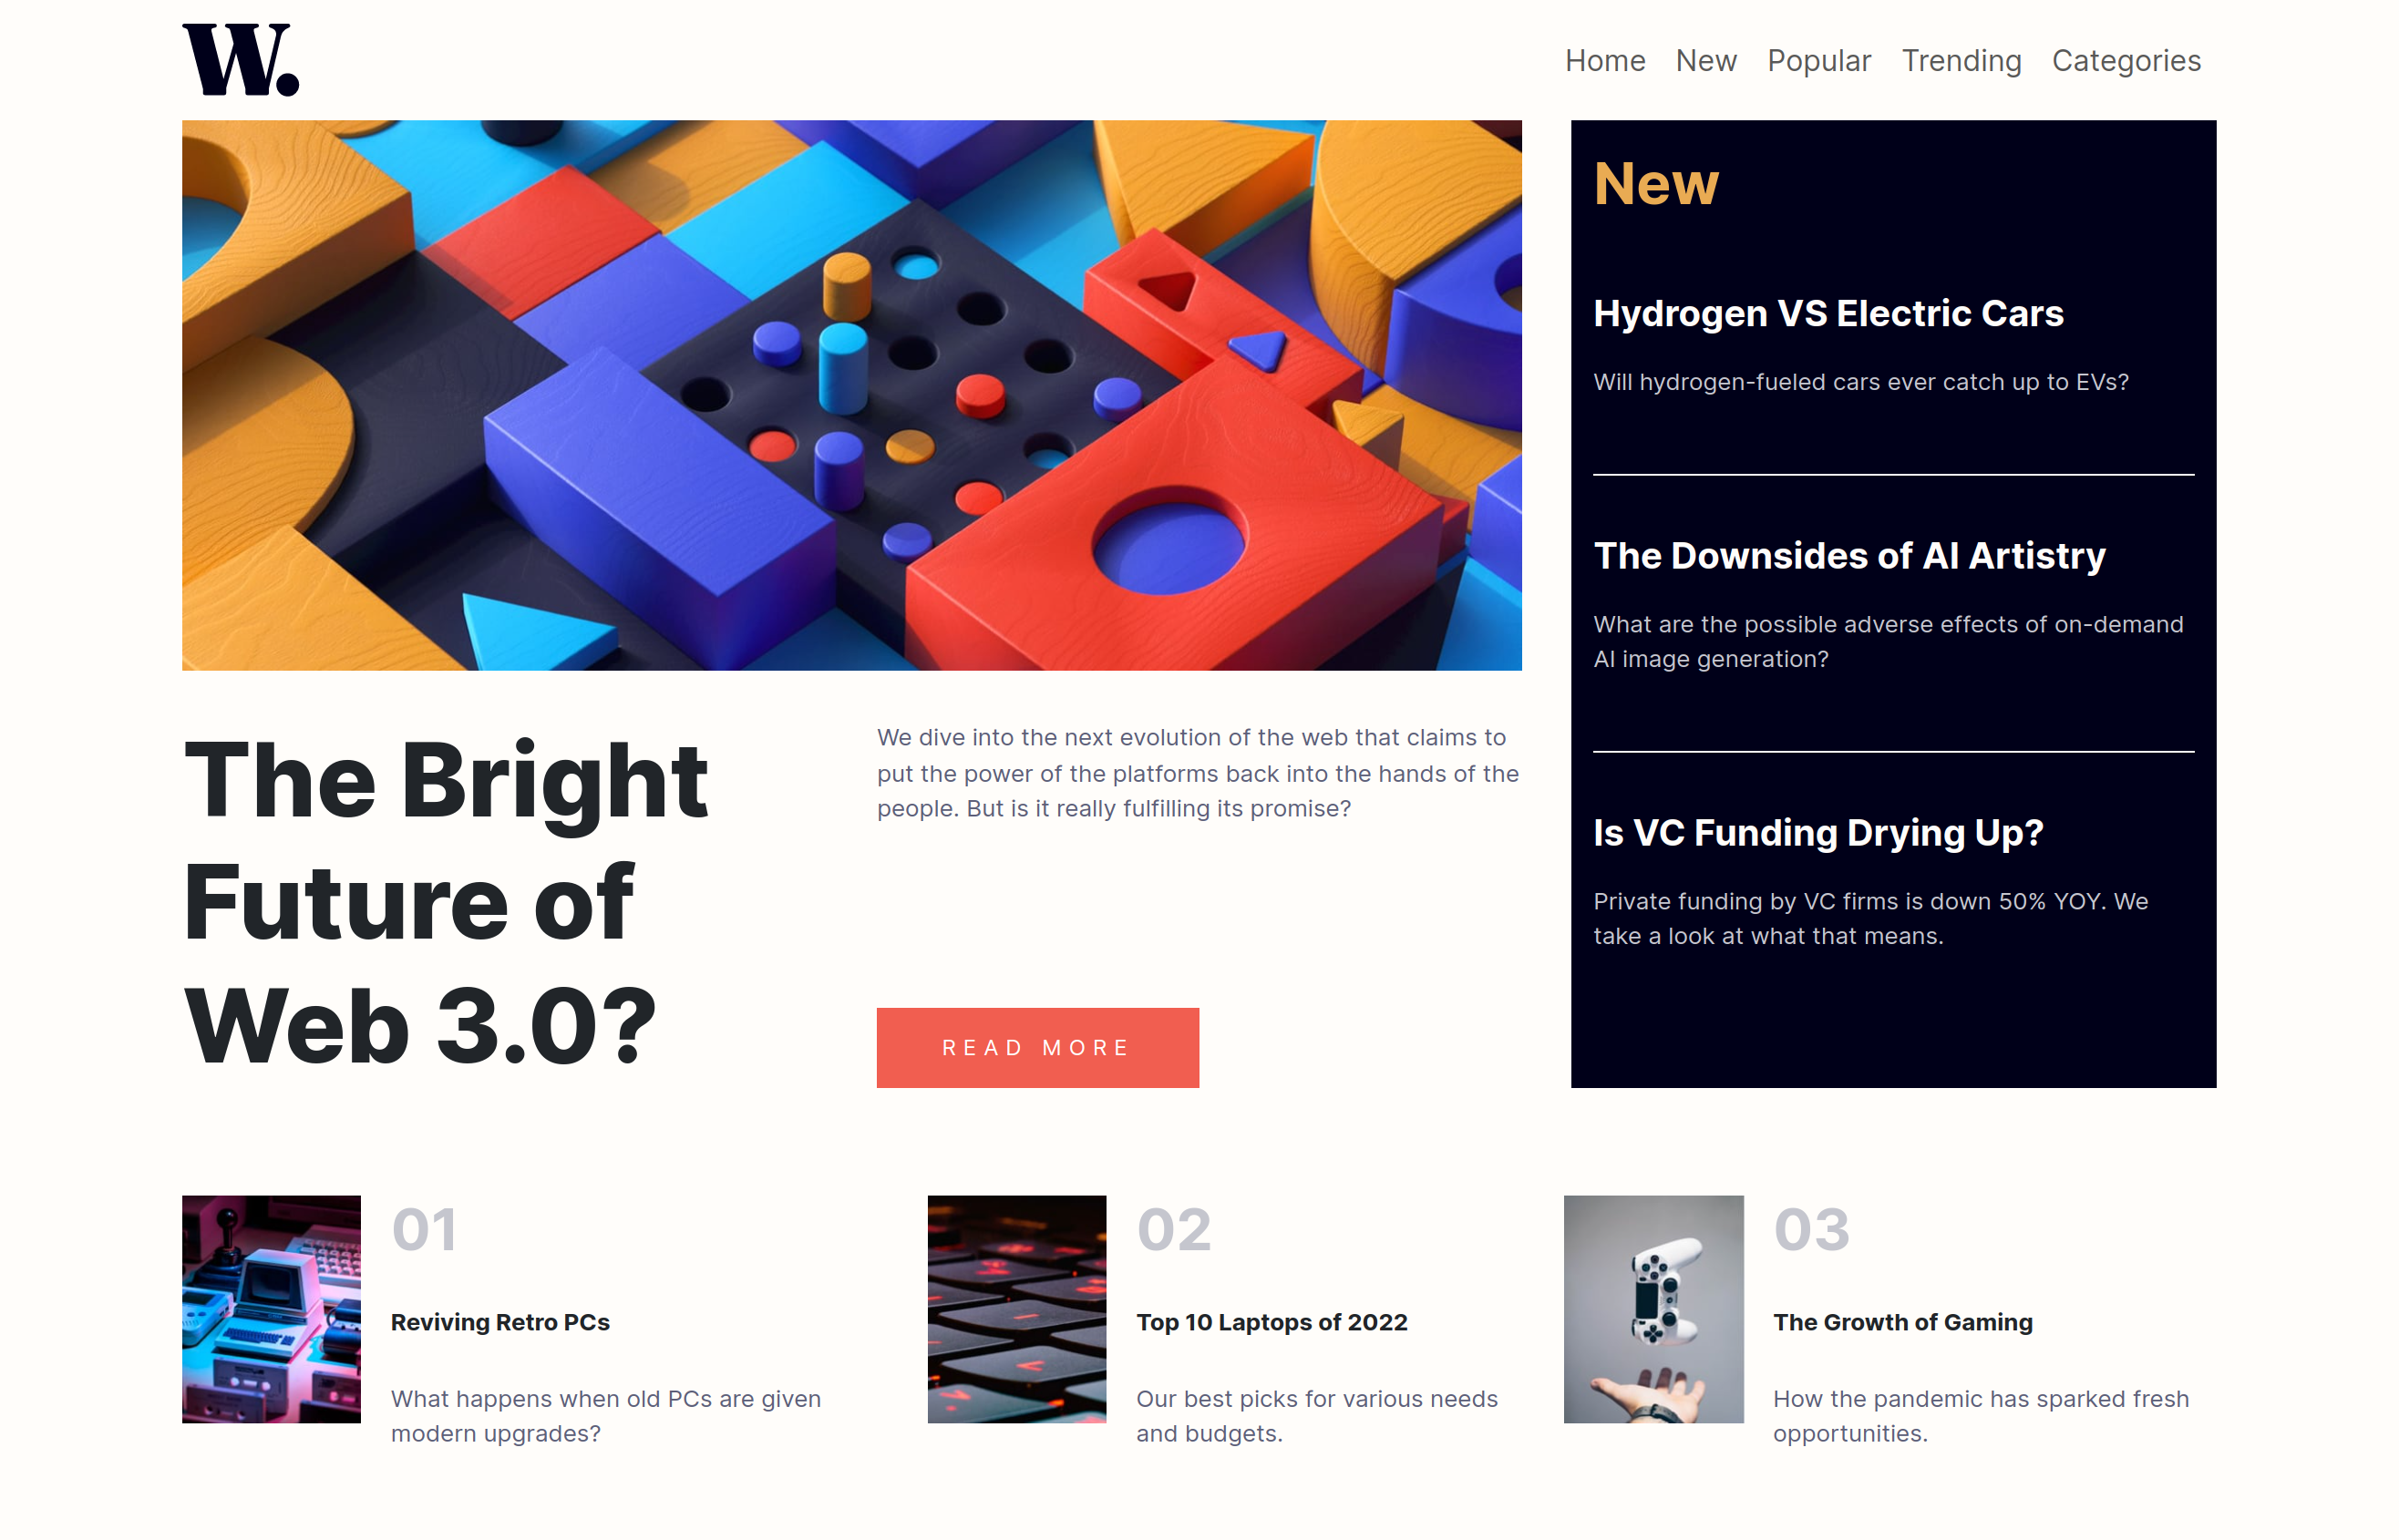 W.
Home New Popular Trending Categories
New
Hydrogen VS Electric Cars
Will hydrogen-fueled cars ever catch up to EVs?
The Downsides of AI Artistry
What are the possible adverse effects of on-demand
AI image generation?
Is VC Funding Drying Up?
Private funding by VC firms is down 50% YOY. We
take a look at what that means.
The Bright
Future of
Web 3.0?
We dive into the next evolution of the web that claims to
put the power of the platforms back into the hands of the
people. But is it really fulfilling its promise?
READ MORE
01
Reviving Retro PCs
What happens when old PCs are given
modern upgrades?
02
Top 10 Laptops of 2022
Our best picks for various needs
and budgets.
03
The Growth of Gaming
How the pandemic has sparked fresh
opportunities.